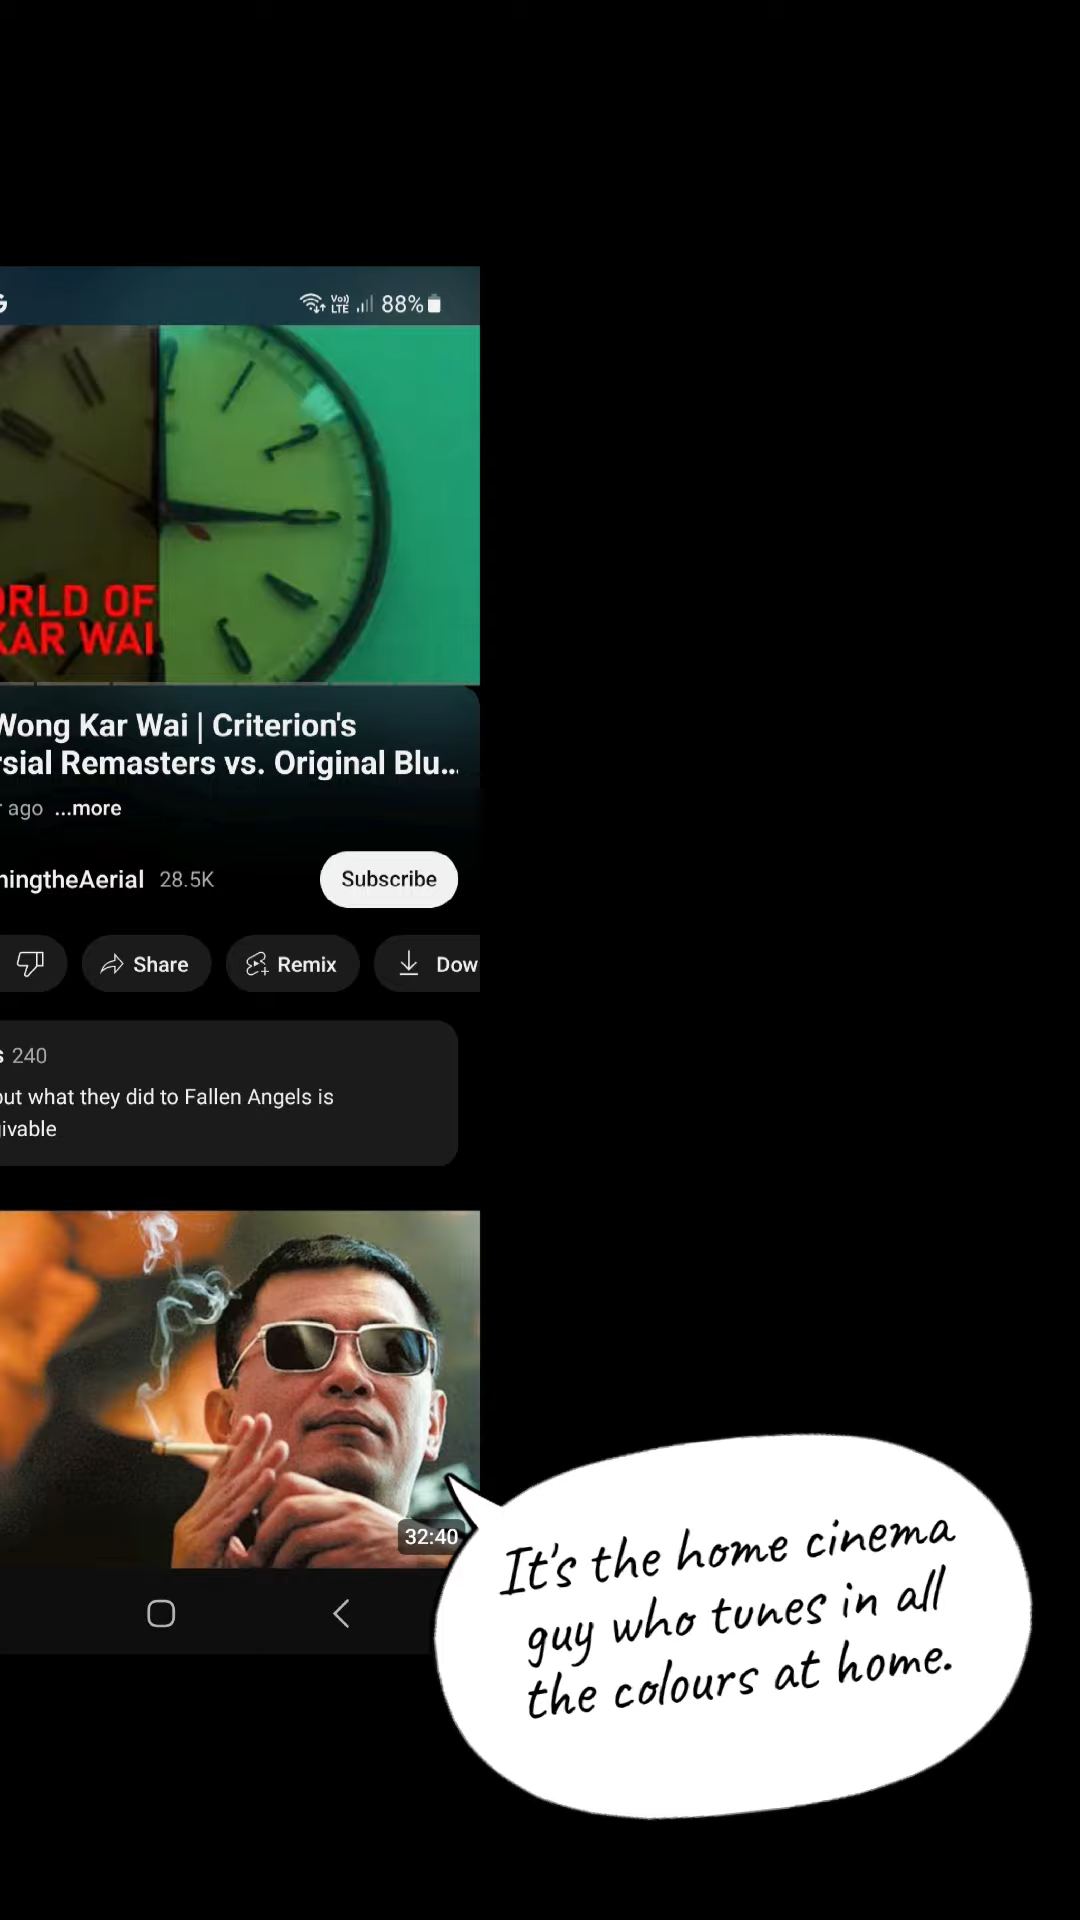 88%
ORLD OF
KAR WAI
Wong Kar Wai | Criterion's
rsial Remasters vs. Original Blu...
ago ...more
ningtheAerial 28.5K
Subscribe
Share
Remix
Dow
240
but what they did to Fallen Angels is
givable
32:40
It's the home cinema
guy who tunes in all
the colours at home.